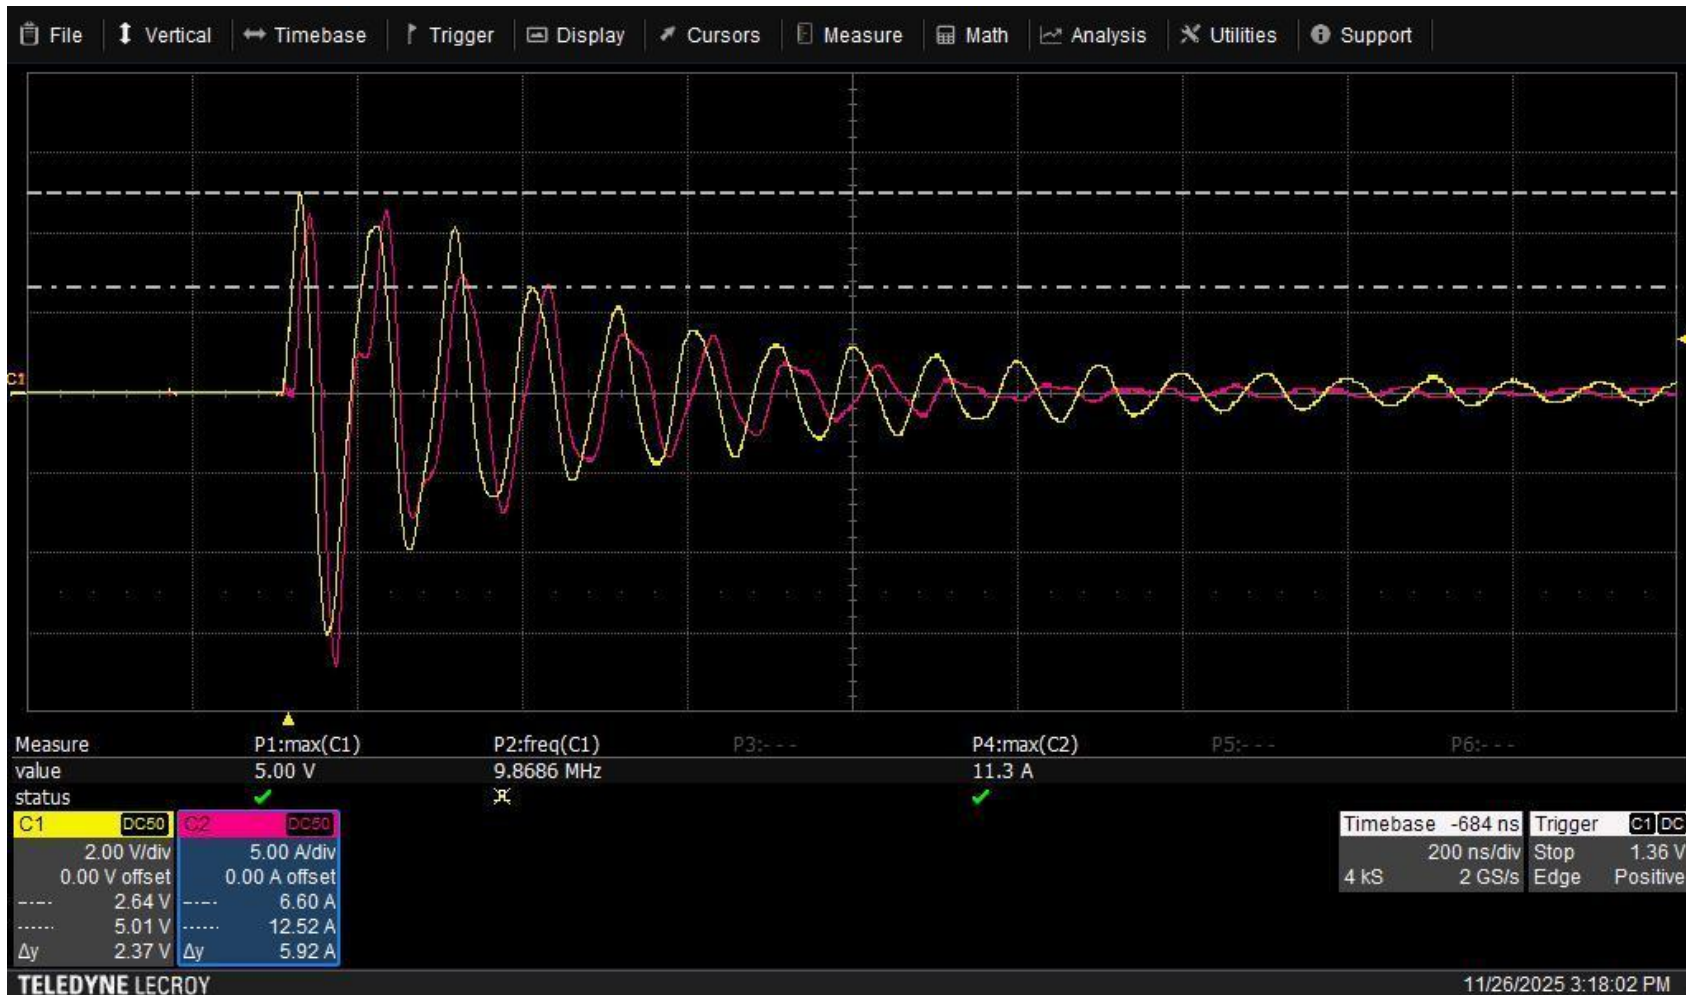 File Vertical Timebase Trigger Display Cursors Measure Math Analysis Utilities Support
C1
Measure P1:max(C1) P2:freq(C1) P3:- - - P4:max(C2) P5:- - - P6:- - -
value 5.00 V 9.8686 MHz 11.3 A
status
C1 DC50 C2 DC50 Timebase -684 ns Trigger C1 DC
2.00 V/div 5.00 A/div 200 ns/div Stop 1.36 V
0.00 V offset 0.00 A offset 4 kS 2 GS/s Edge Positive
2.64 V 6.60 A
5.01 V 12.52 A
Δy 2.37 V Δy 5.92 A
TELEDYNE LECROY 11/26/2025 3:18:02 PM